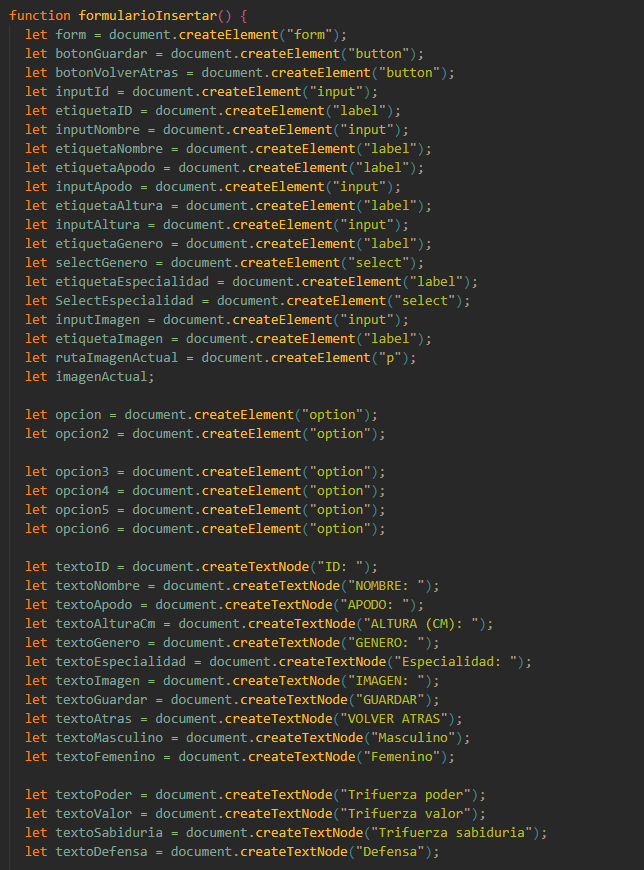 function formularioInsertar() {
let form = document.createElement("form");
let botonGuardar = document.createElement("button");
let botonVolverAtras = document.createElement("button");
let inputId = document.createElement("input");
let etiquetaID = document.createElement("label");
let inputNombre = document.createElement("input");
let etiquetaNombre = document.createElement("label");
let etiquetaApodo = document.createElement("label");
let inputApodo = document.createElement("input");
let etiquetaAltura = document.createElement("label");
let inputAltura = document.createElement("input");
let etiquetaGenero = document.createElement("label");
let selectGenero = document.createElement("select");
let etiquetaEspecialidad = document.createElement("label");
let SelectEspecialidad = document.createElement("select");
let inputImagen = document.createElement("input");
let etiquetaImagen = document.createElement("label");
let rutaImagenActual = document.createElement("p");
let imagenActual;
let opcion = document.createElement("option");
let opcion2 = document.createElement("option");
let opcion3 = document.createElement("option");
let opcion4 = document.createElement("option");
let opcion5 = document.createElement("option");
let opcion6 = document.createElement("option");
let textoID = document.createTextNode("ID: ");
let textoNombre = document.createTextNode("NOMBRE: ");
let textoApodo = document.createTextNode("APODO: ");
let textoAlturaCm = document.createTextNode("ALTURA (CM): ");
let textoGenero = document.createTextNode("GENERO: ");
let textoEspecialidad = document.createTextNode("Especialidad: ");
let textoImagen = document.createTextNode("IMAGEN: ");
let textoGuardar = document.createTextNode("GUARDAR");
let textoAtras = document.createTextNode("VOLVER ATRAS");
let textoMasculino = document.createTextNode("Masculino");
let textoFemenino = document.createTextNode("Femenino");
let textoPoder = document.createTextNode("Trifuerza poder");
let textoValor = document.createTextNode("Trifuerza valor");
let textoSabiduria = document.createTextNode("Trifuerza sabiduria");
let textoDefensa = document.createTextNode("Defensa");